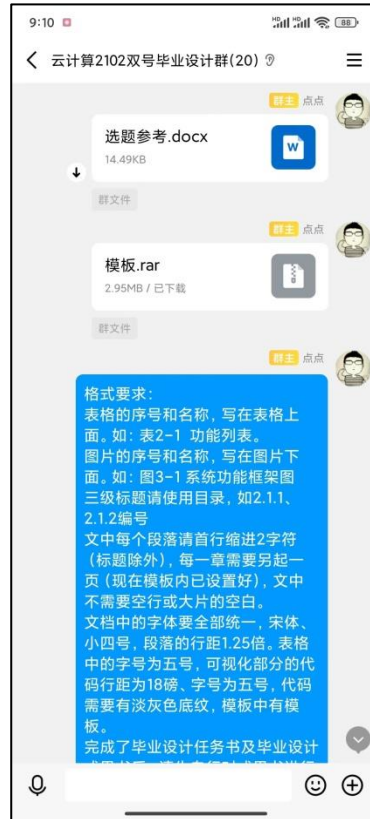 9:10
HD HD 88
云计算2102双号毕业设计群(20)
群主 点点
选题参考.docx
14.49KB
W
群文件
群主 点点
模板.rar
2.95MB / 已下载
群文件
群主 点点
格式要求:
表格的序号和名称，写在表格上
面。如: 表2-1 功能列表。
图片的序号和名称，写在图片下
面。如: 图3-1 系统功能框架图
三级标题请使用目录，如2.1.1、
2.1.2编号
文中每个段落请首行缩进2字符
（标题除外），每一章需要另起一
页（现在模板内已设置好），文中
不需要空行或大片的空白。
文档中的字体要全部统一，宋体、
小四号，段落的行距1.25倍。表格
中的字号为五号，可视化部分的代
码行距为18磅、字号为五号，代码
需要有淡灰色底纹，模板中有模
板。
完成了毕业设计任务书及毕业设计